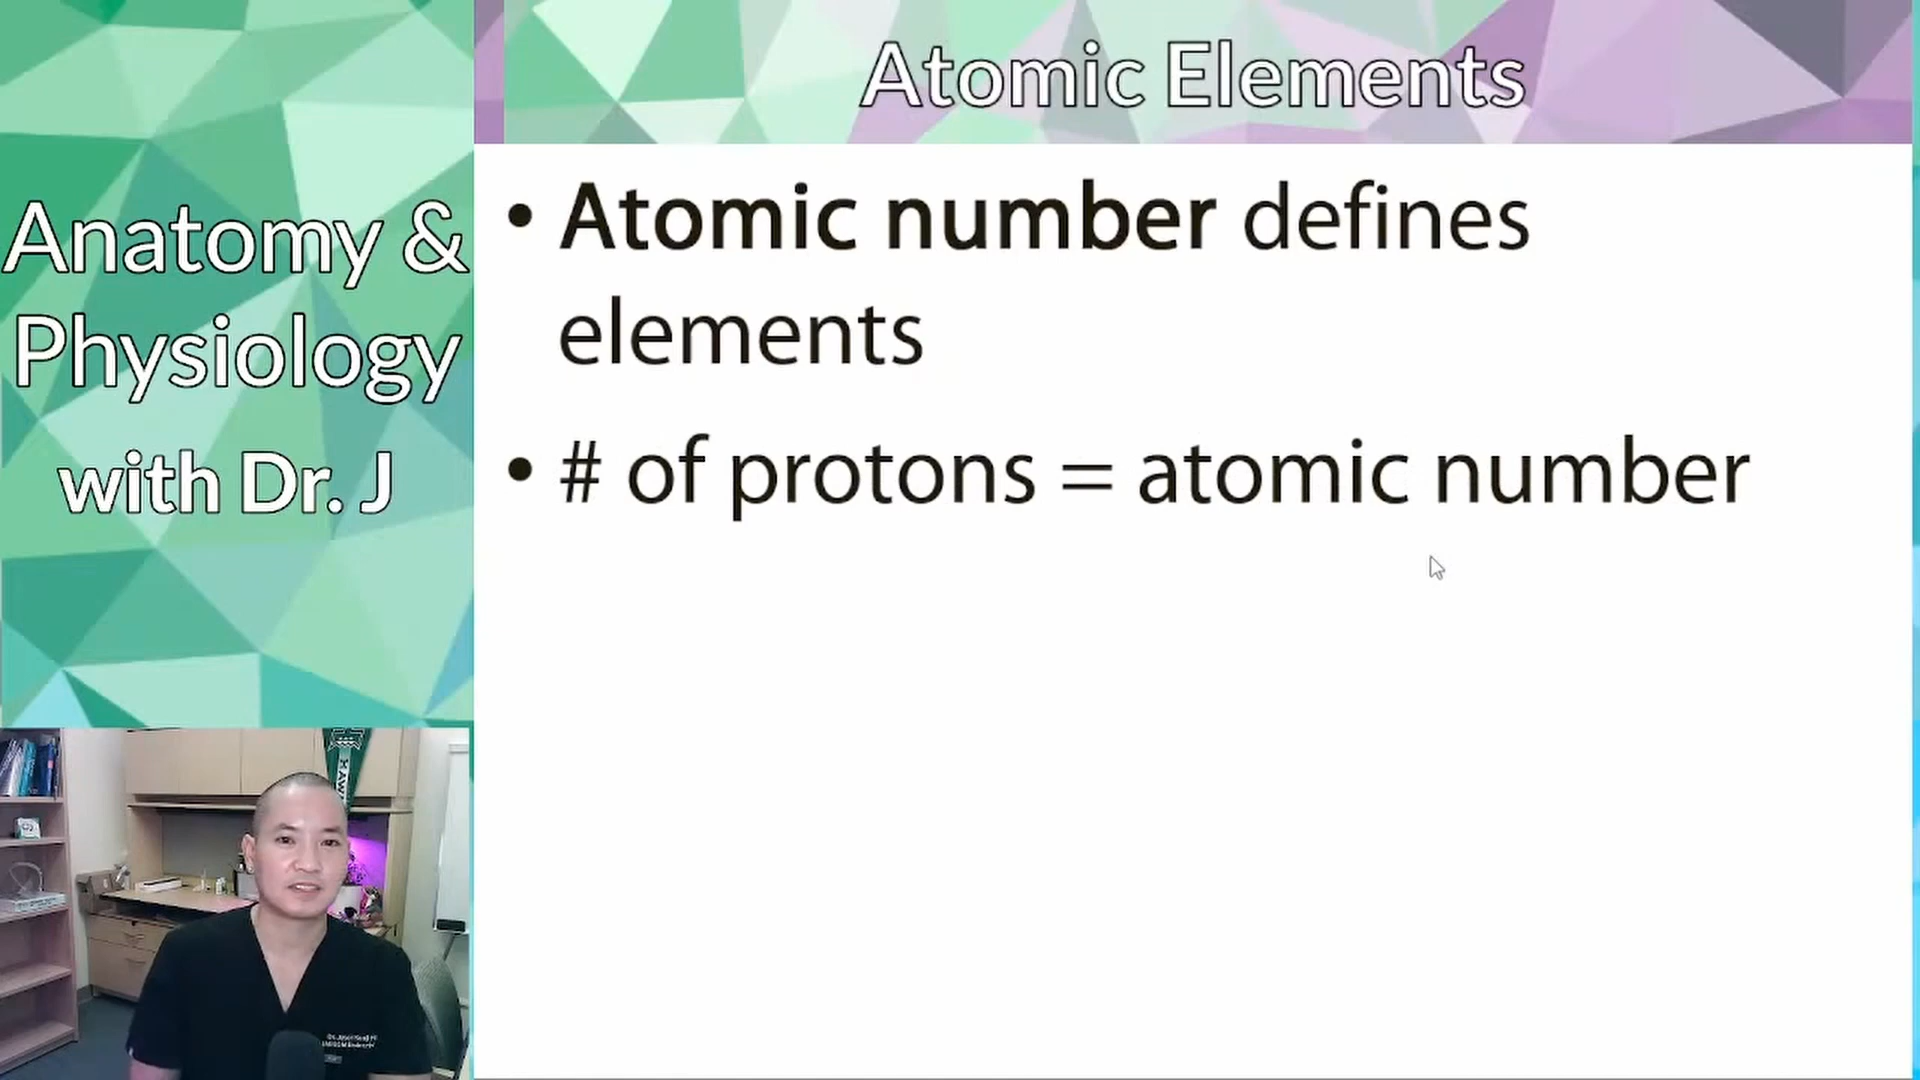 Atomic Elements
Anatomy &
Physiology
with Dr. J
• Atomic number defines
elements
• # of protons = atomic number